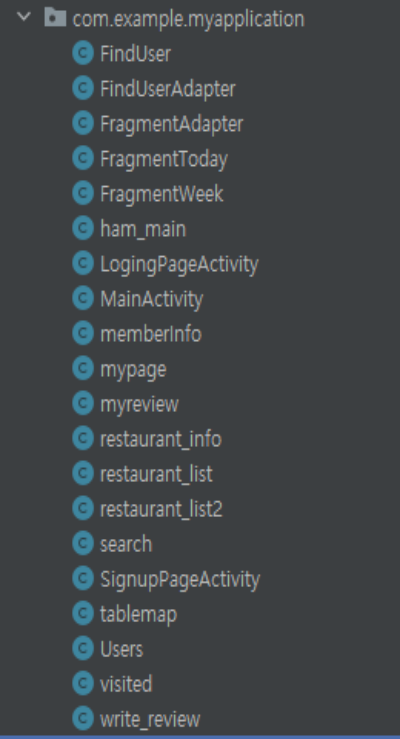 com.example.myapplication
FindUser
FindUserAdapter
FragmentAdapter
FragmentToday
FragmentWeek
ham_main
LogingPageActivity
MainActivity
memberInfo
mypage
myreview
restaurant_info
restaurant_list
restaurant_list2
search
SignupPageActivity
tablemap
Users
visited
write_review